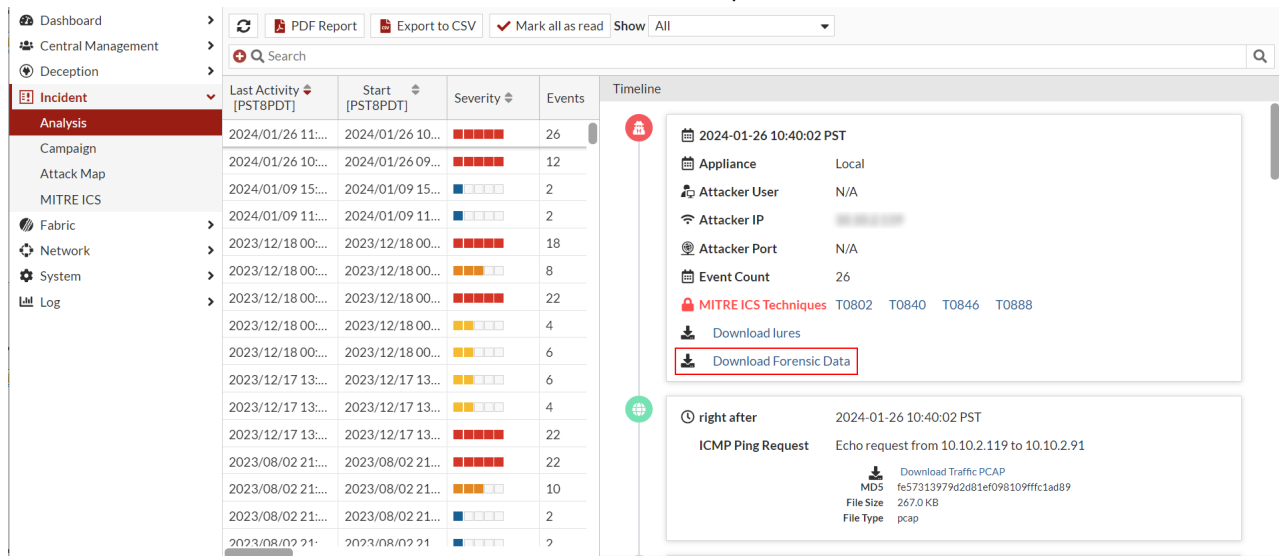 Dashboard
Central Management
Deception
Incident
Analysis
Campaign
Attack Map
MITRE ICS
Fabric
Network
System
Log
PDF Report Export to CSV Mark all as read Show All
Search
Last Activity [PST8PDT] Start [PST8PDT] Severity Events
2024/01/26 11:... 2024/01/26 10... 26
2024/01/26 10:... 2024/01/26 09... 12
2024/01/09 15:... 2024/01/09 15... 2
2024/01/09 11:... 2024/01/09 11... 2
2023/12/18 00:... 2023/12/18 00... 18
2023/12/18 00:... 2023/12/18 00... 8
2023/12/18 00:... 2023/12/18 00... 22
2023/12/18 00:... 2023/12/18 00... 4
2023/12/18 00:... 2023/12/18 00... 6
2023/12/17 13:... 2023/12/17 13... 6
2023/12/17 13:... 2023/12/17 13... 4
2023/12/17 13:... 2023/12/17 13... 22
2023/08/02 21:... 2023/08/02 21... 22
2023/08/02 21:... 2023/08/02 21... 10
2023/08/02 21:... 2023/08/02 21... 2
2023/08/02 21: 2023/08/02 21 2
Timeline
2024-01-26 10:40:02 PST
Appliance Local
Attacker User N/A
Attacker IP
Attacker Port N/A
Event Count 26
MITRE ICS Techniques T0802 T0840 T0846 T0888
Download lures
Download Forensic Data
right after 2024-01-26 10:40:02 PST
ICMP Ping Request Echo request from 10.10.2.119 to 10.10.2.91
Download Traffic PCAP
MD5 fe57313979d2d81ef098109fffc1ad89
File Size 267.0 KB
File Type pcap